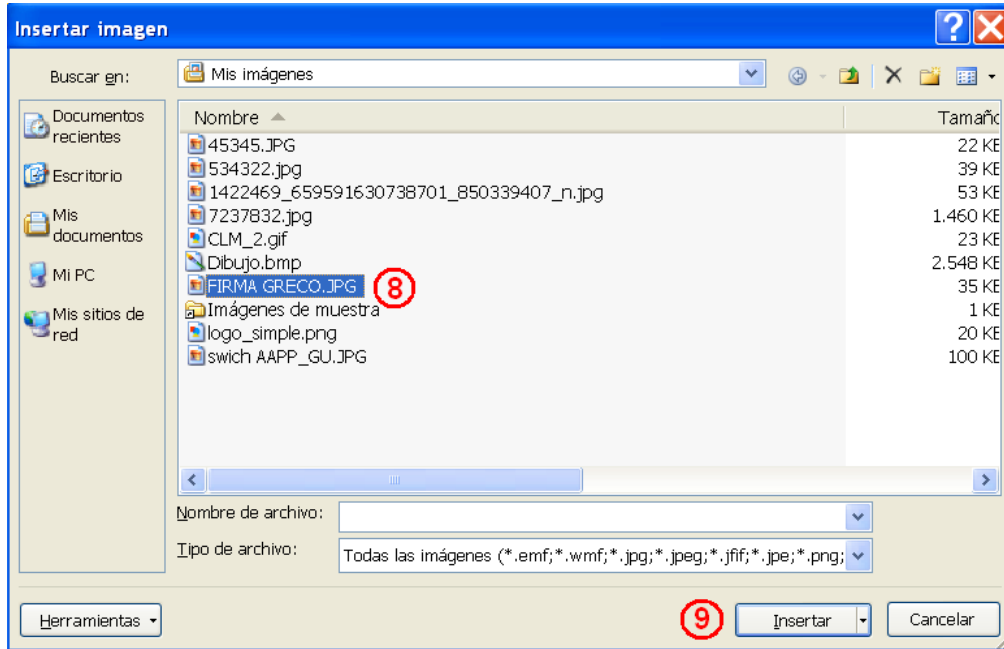 Insertar imagen
Buscar en: Mis imágenes
Documentos recientes
Escritorio
Mis documentos
Mi PC
Mis sitios de red
Nombre Tamaño
45345.JPG 22 KB
534322.jpg 39 KB
1422469_659591630738701_850339407_n.jpg 53 KB
7237832.jpg 1.460 KB
CLM_2.gif 23 KB
Dibujo.bmp 2.548 KB
FIRMA GRECO.JPG 8 35 KB
Imágenes de muestra 1 KB
logo_simple.png 20 KB
swich AAPP_GU.JPG 100 KB
Nombre de archivo:
Tipo de archivo: Todas las imágenes (*.emf;*.wmf;*.jpg;*.jpeg;*.jfif;*.jpe;*.png;
Herramientas 9 Insertar Cancelar